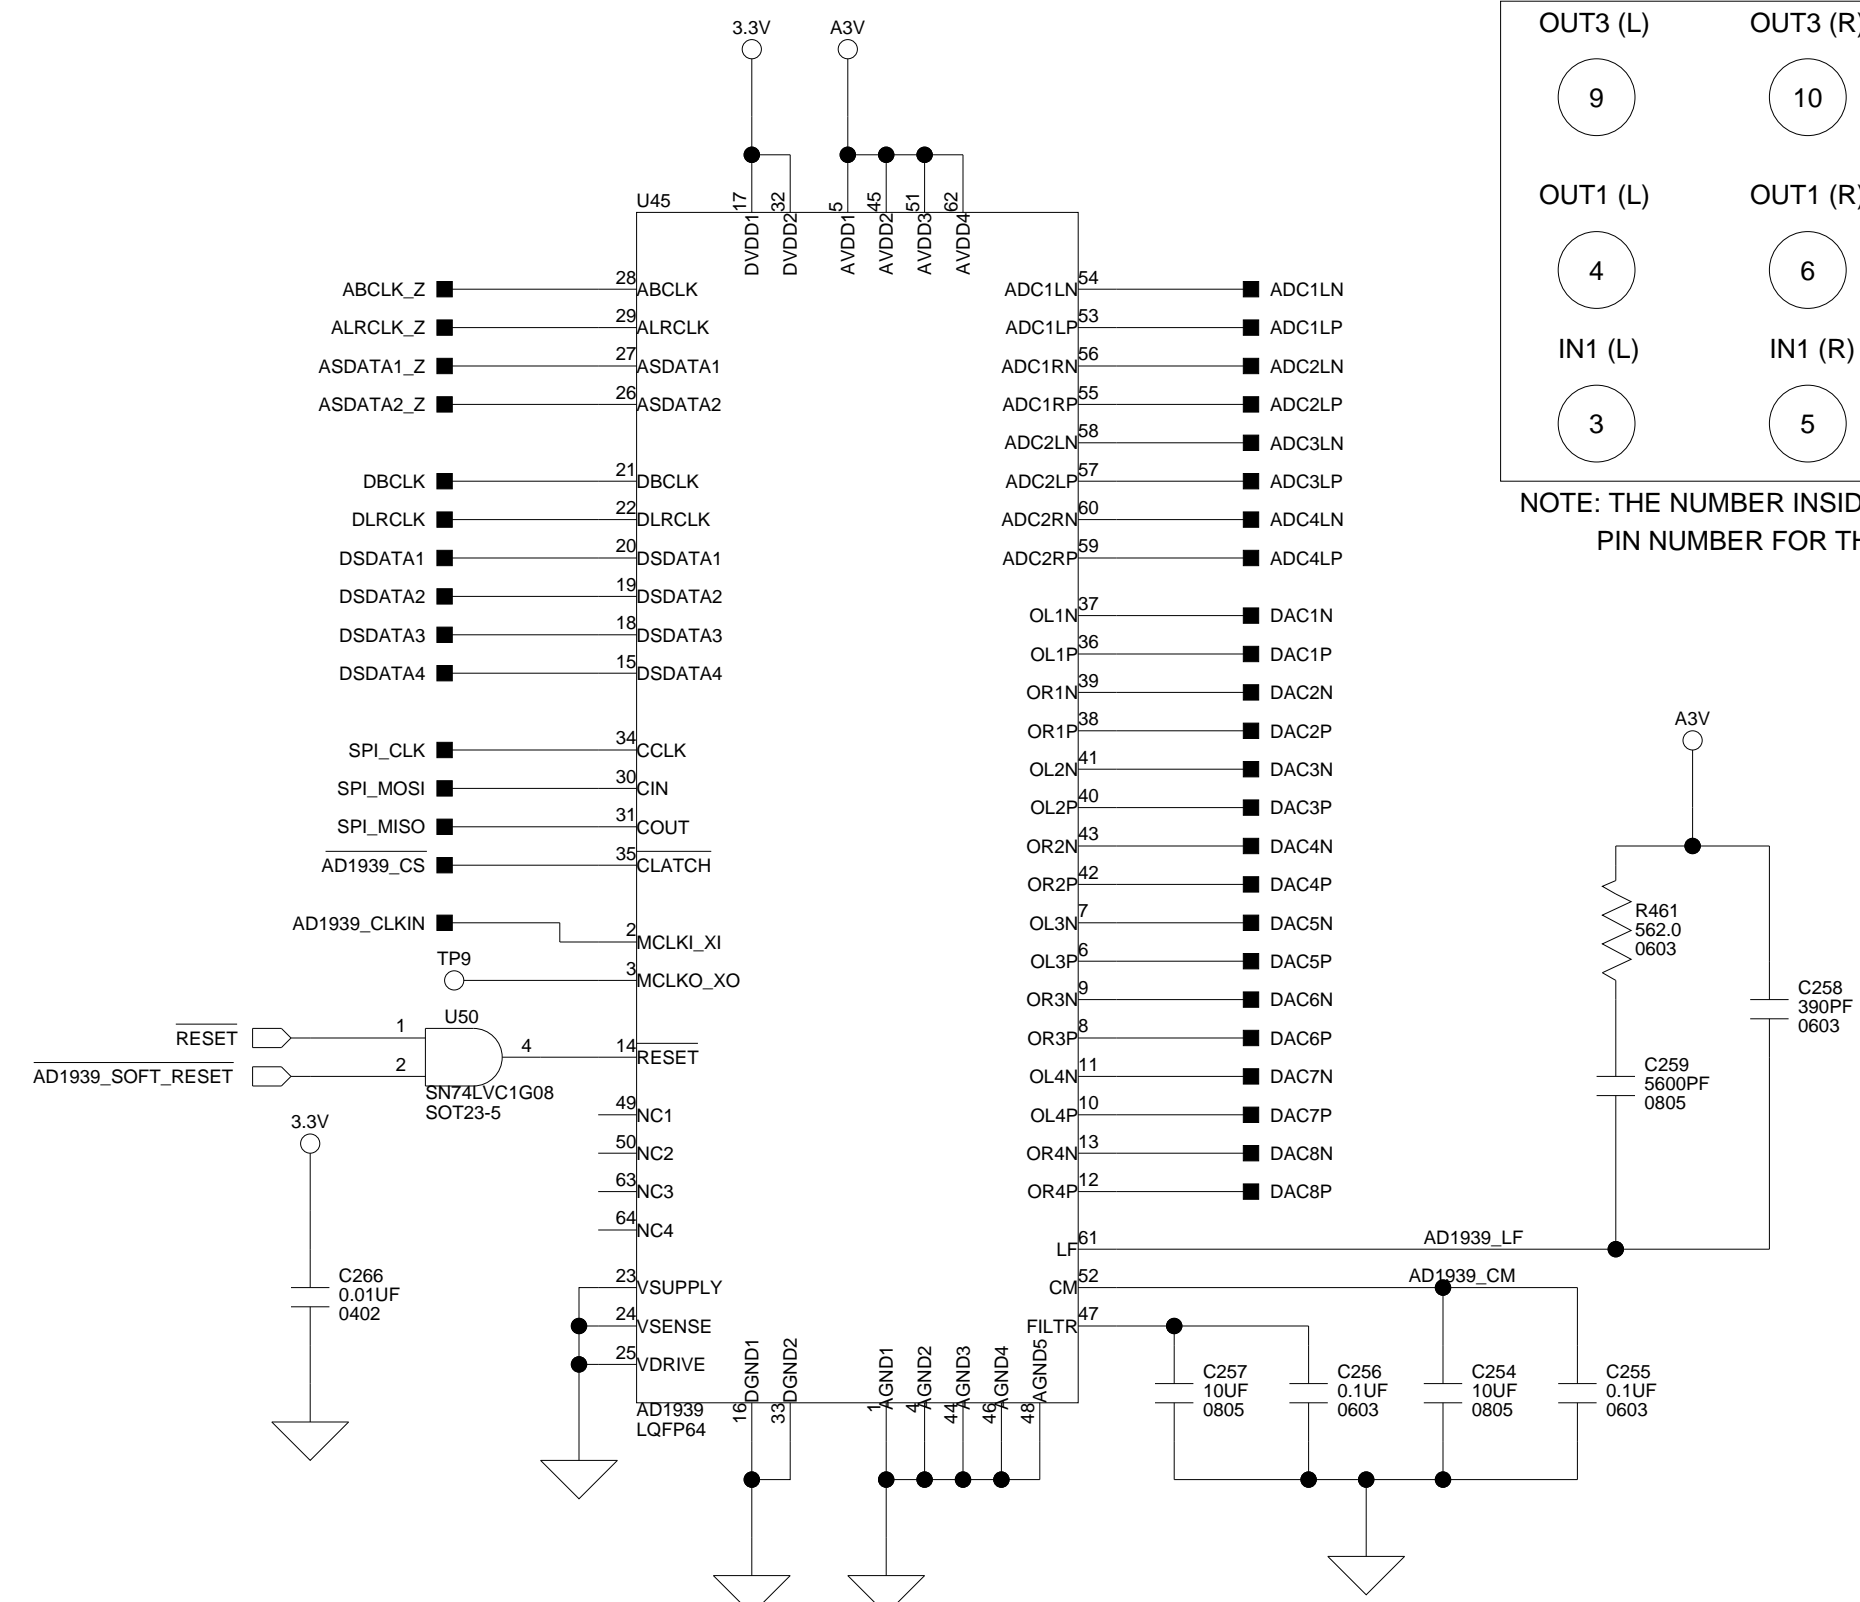 3.3V
A3V
OUT3 (L)
OUT3 (R)
9
10
OUT1 (L)
OUT1 (R)
4
6
IN1 (L)
IN1 (R)
3
5
NOTE: THE NUMBER INSID
PIN NUMBER FOR TH
U45
17
32
5
45
51
62
DVDD1
DVDD2
AVDD1
AVDD2
AVDD3
AVDD4
ABCLK_Z 28 ABCLK
ALRCLK_Z 29 ALRCLK
ASDATA1_Z 27 ASDATA1
ASDATA2_Z 26 ASDATA2
DBCLK 21 DBCLK
DLRCLK 22 DLRCLK
DSDATA1 20 DSDATA1
DSDATA2 19 DSDATA2
DSDATA3 18 DSDATA3
DSDATA4 15 DSDATA4
SPI_CLK 34 CCLK
SPI_MOSI 30 CIN
SPI_MISO 31 COUT
AD1939_CS 35 CLATCH
AD1939_CLKIN 2 MCLKI_XI
TP9 3 MCLKO_XO
RESET 1
AD1939_SOFT_RESET 2
U50
4
SN74LVC1G08
SOT23-5
14 RESET
49 NC1
50 NC2
63 NC3
64 NC4
23 VSUPPLY
24 VSENSE
25 VDRIVE
3.3V
C266
0.01UF
0402
ADC1LN 54 ADC1LN
ADC1LP 53 ADC1LP
ADC1RN 56 ADC2LN
ADC1RP 55 ADC2LP
ADC2LN 58 ADC3LN
ADC2LP 57 ADC3LP
ADC2RN 60 ADC4LN
ADC2RP 59 ADC4LP
OL1N 37 DAC1N
OL1P 36 DAC1P
OR1N 39 DAC2N
OR1P 38 DAC2P
OL2N 41 DAC3N
OL2P 40 DAC3P
OR2N 43 DAC4N
OR2P 42 DAC4P
OL3N 7 DAC5N
OL3P 6 DAC5P
OR3N 9 DAC6N
OR3P 8 DAC6P
OL4N 11 DAC7N
OL4P 10 DAC7P
OR4N 13 DAC8N
OR4P 12 DAC8P
LF 61 AD1939_LF
CM 52 AD1939_CM
FILTR 47
A3V
R461
562.0
0603
C258
390PF
0603
C259
5600PF
0805
C257
10UF
0805
C256
0.1UF
0603
C254
10UF
0805
C255
0.1UF
0603
DGND1
DGND2
AGND1
AGND2
AGND3
AGND4
AGND5
16
33
1
4
44
46
48
AD1939
LQFP64